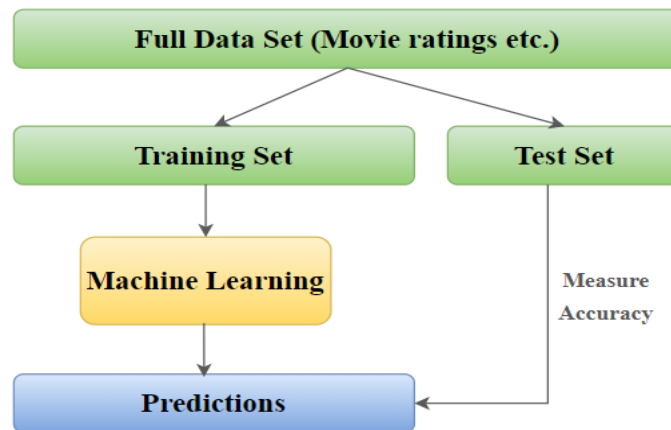 Full Data Set (Movie ratings etc.)
Training Set
Test Set
Machine Learning
Measure
Accuracy
Predictions